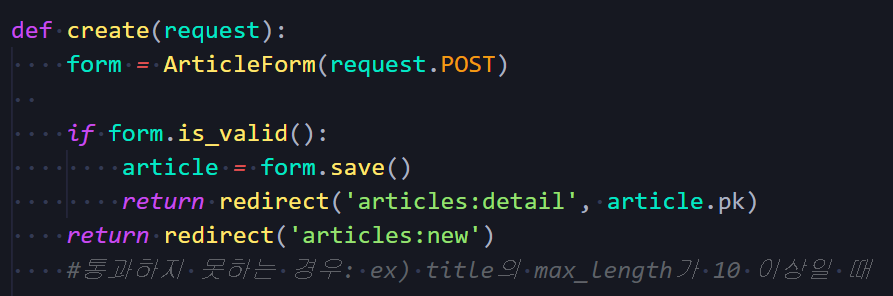 def create(request):
    form = ArticleForm(request.POST)
    if form.is_valid():
        article = form.save()
        return redirect('articles:detail', article.pk)
    return redirect('articles:new')
    #통과하지 못하는 경우: ex) title의 max_length가 10 이상일 때